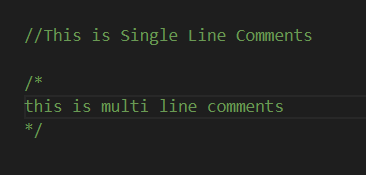 //This is Single Line Comments
/*
this is multi line comments
*/